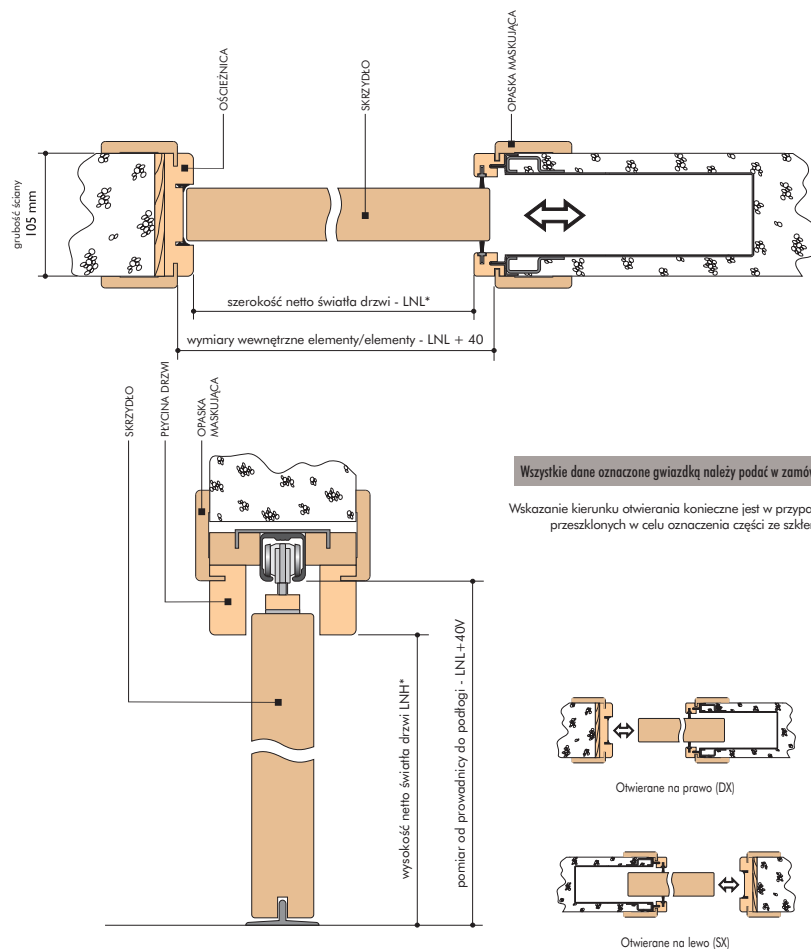 OŚCIEŻNICA
SKRZYDŁO
OPASKA MASKUJĄCA
grubość ściany
105 mm
szerokość netto światła drzwi - LNL*
wymiary wewnętrzne elementy/elementy - LNL + 40
SKRZYDŁO
PŁYCINA DRZWI
OPASKA
MASKUJĄCA
Wszystkie dane oznaczone gwiazdką należy podać w zamów
Wskazanie kierunku otwierania konieczne jest w przypa
przeszklonych w celu oznaczenia części ze szkłe
wysokość netto światła drzwi LNH*
pomiar od prowadnicy do podłogi - LNL+40V
Otwierane na prawo (DX)
Otwierane na lewo (SX)